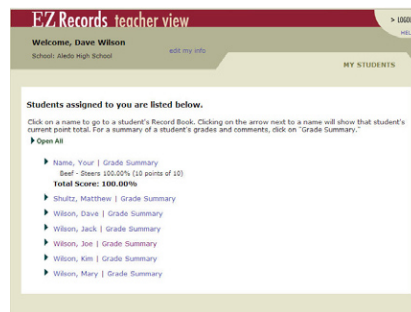 EZ Records teacher view
> LOGO
HEL
Welcome, Dave Wilson
edit my info
School: Aledo High School
MY STUDENTS
Students assigned to you are listed below.
Click on a name to go to a student's Record Book. Clicking on the arrow next to a name will show that student's
current point total. For a summary of a student's grades and comments, click on "Grade Summary."
Open All
Name, Your | Grade Summary
Beef - Steers 100.00% (10 points of 10)
Total Score: 100.00%
Shultz, Matthew | Grade Summary
Wilson, Dave | Grade Summary
Wilson, Jack | Grade Summary
Wilson, Joe | Grade Summary
Wilson, Kim | Grade Summary
Wilson, Mary | Grade Summary